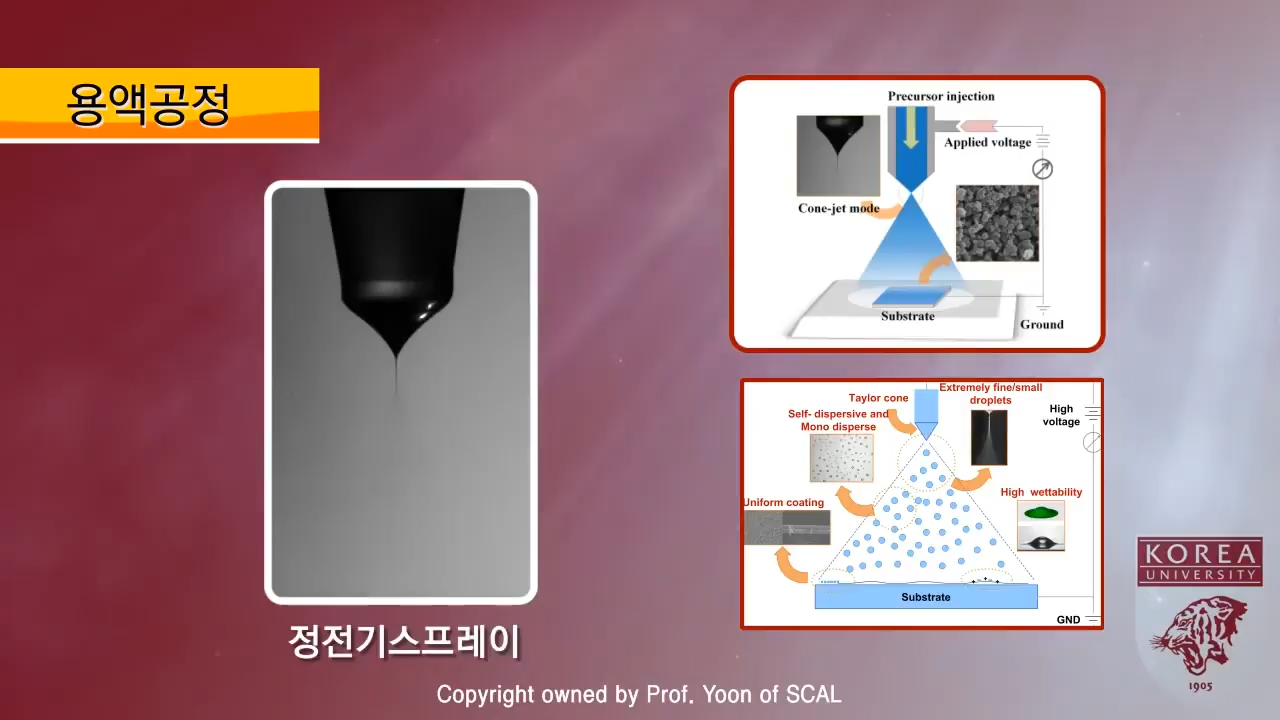 용액공정
정전기스프레이
Precursor injection
Applied voltage
Cone-jet mode
Substrate
Ground
Taylor cone
Extremely fine/small
droplets
Self- dispersive and
Mono disperse
High
voltage
Uniform coating
High wettability
Substrate
GND
KOREA
UNIVERSITY
1905
Copyright owned by Prof. Yoon of SCAL